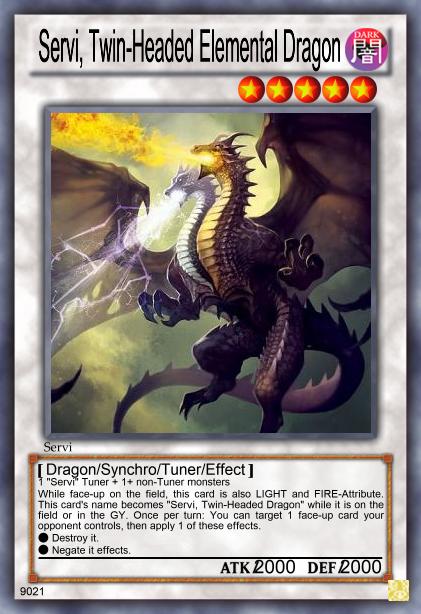 Servi, Twin-Headed Elemental Dragon
DARK
闇
Servi
[ Dragon/Synchro/Tuner/Effect ]
1 "Servi" Tuner + 1+ non-Tuner monsters
While face-up on the field, this card is also LIGHT and FIRE-Attribute.
This card's name becomes "Servi, Twin-Headed Dragon" while it is on the
field or in the GY. Once per turn: You can target 1 face-up card your
opponent controls, then apply 1 of these effects.
● Destroy it.
● Negate it effects.
ATK2000 DEF2000
9021